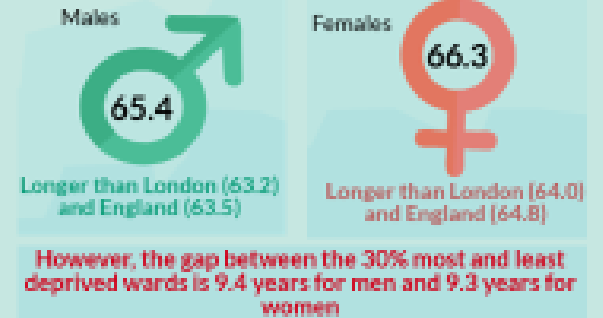 Males
65.4
Longer than London (63.2)
and England (63.5)
Females
66.3
Longer than London (64.0)
and England (64.8)
However, the gap between the 30% most and least
deprived wards is 9.4 years for men and 9.3 years for
women